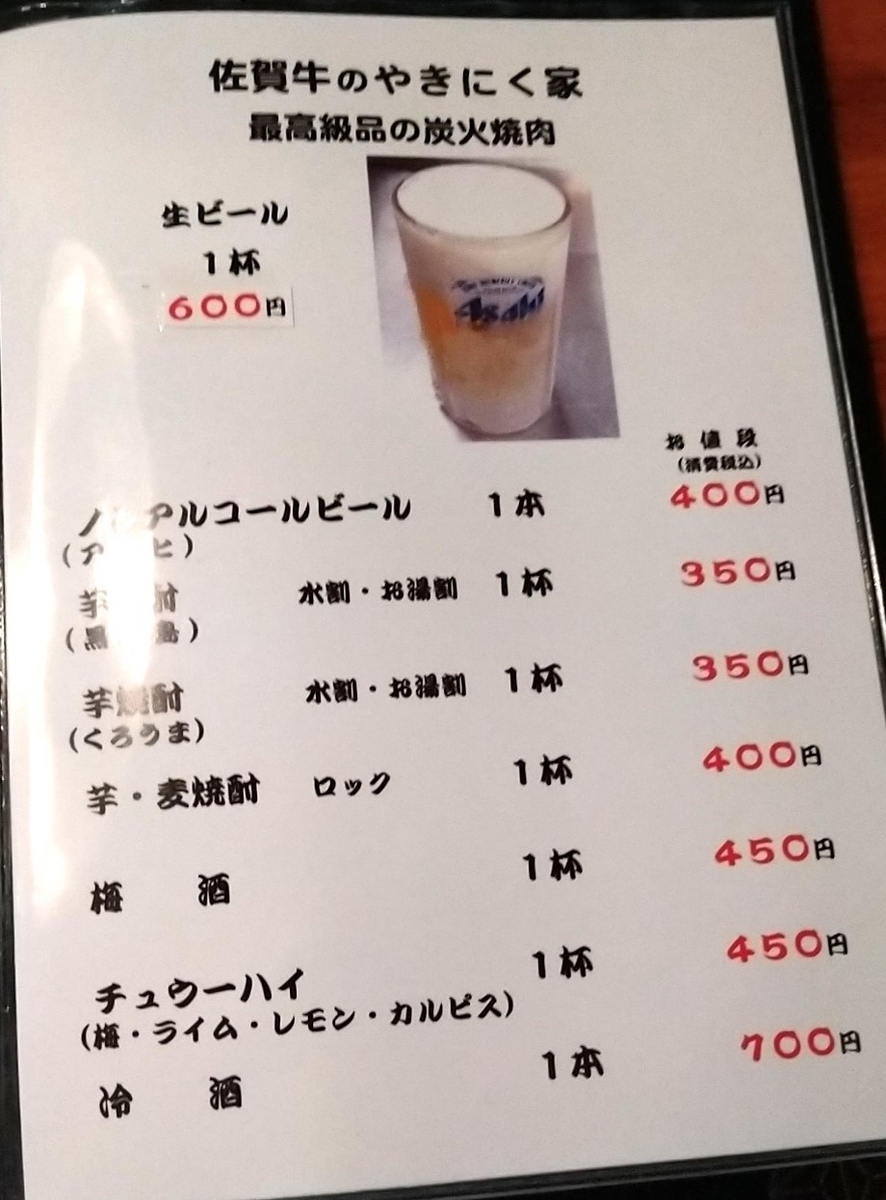 佐賀牛のやきにく家
最高級品の炭火焼肉
生ビール
1杯
600円
Asahi
お値段
(消費税込)
ノンアルコールビール 1本 400円
(ア ヒ)
芋 酎 水割・お湯割 1杯 350円
(黒 島)
芋焼酎 水割・お湯割 1杯 350円
(くろうま)
芋・麦焼酎 ロック 1杯 400円
梅酒 1杯 450円
チュウーハイ 1杯 450円
(梅・ライム・レモン・カルピス)
冷酒 1本 700円